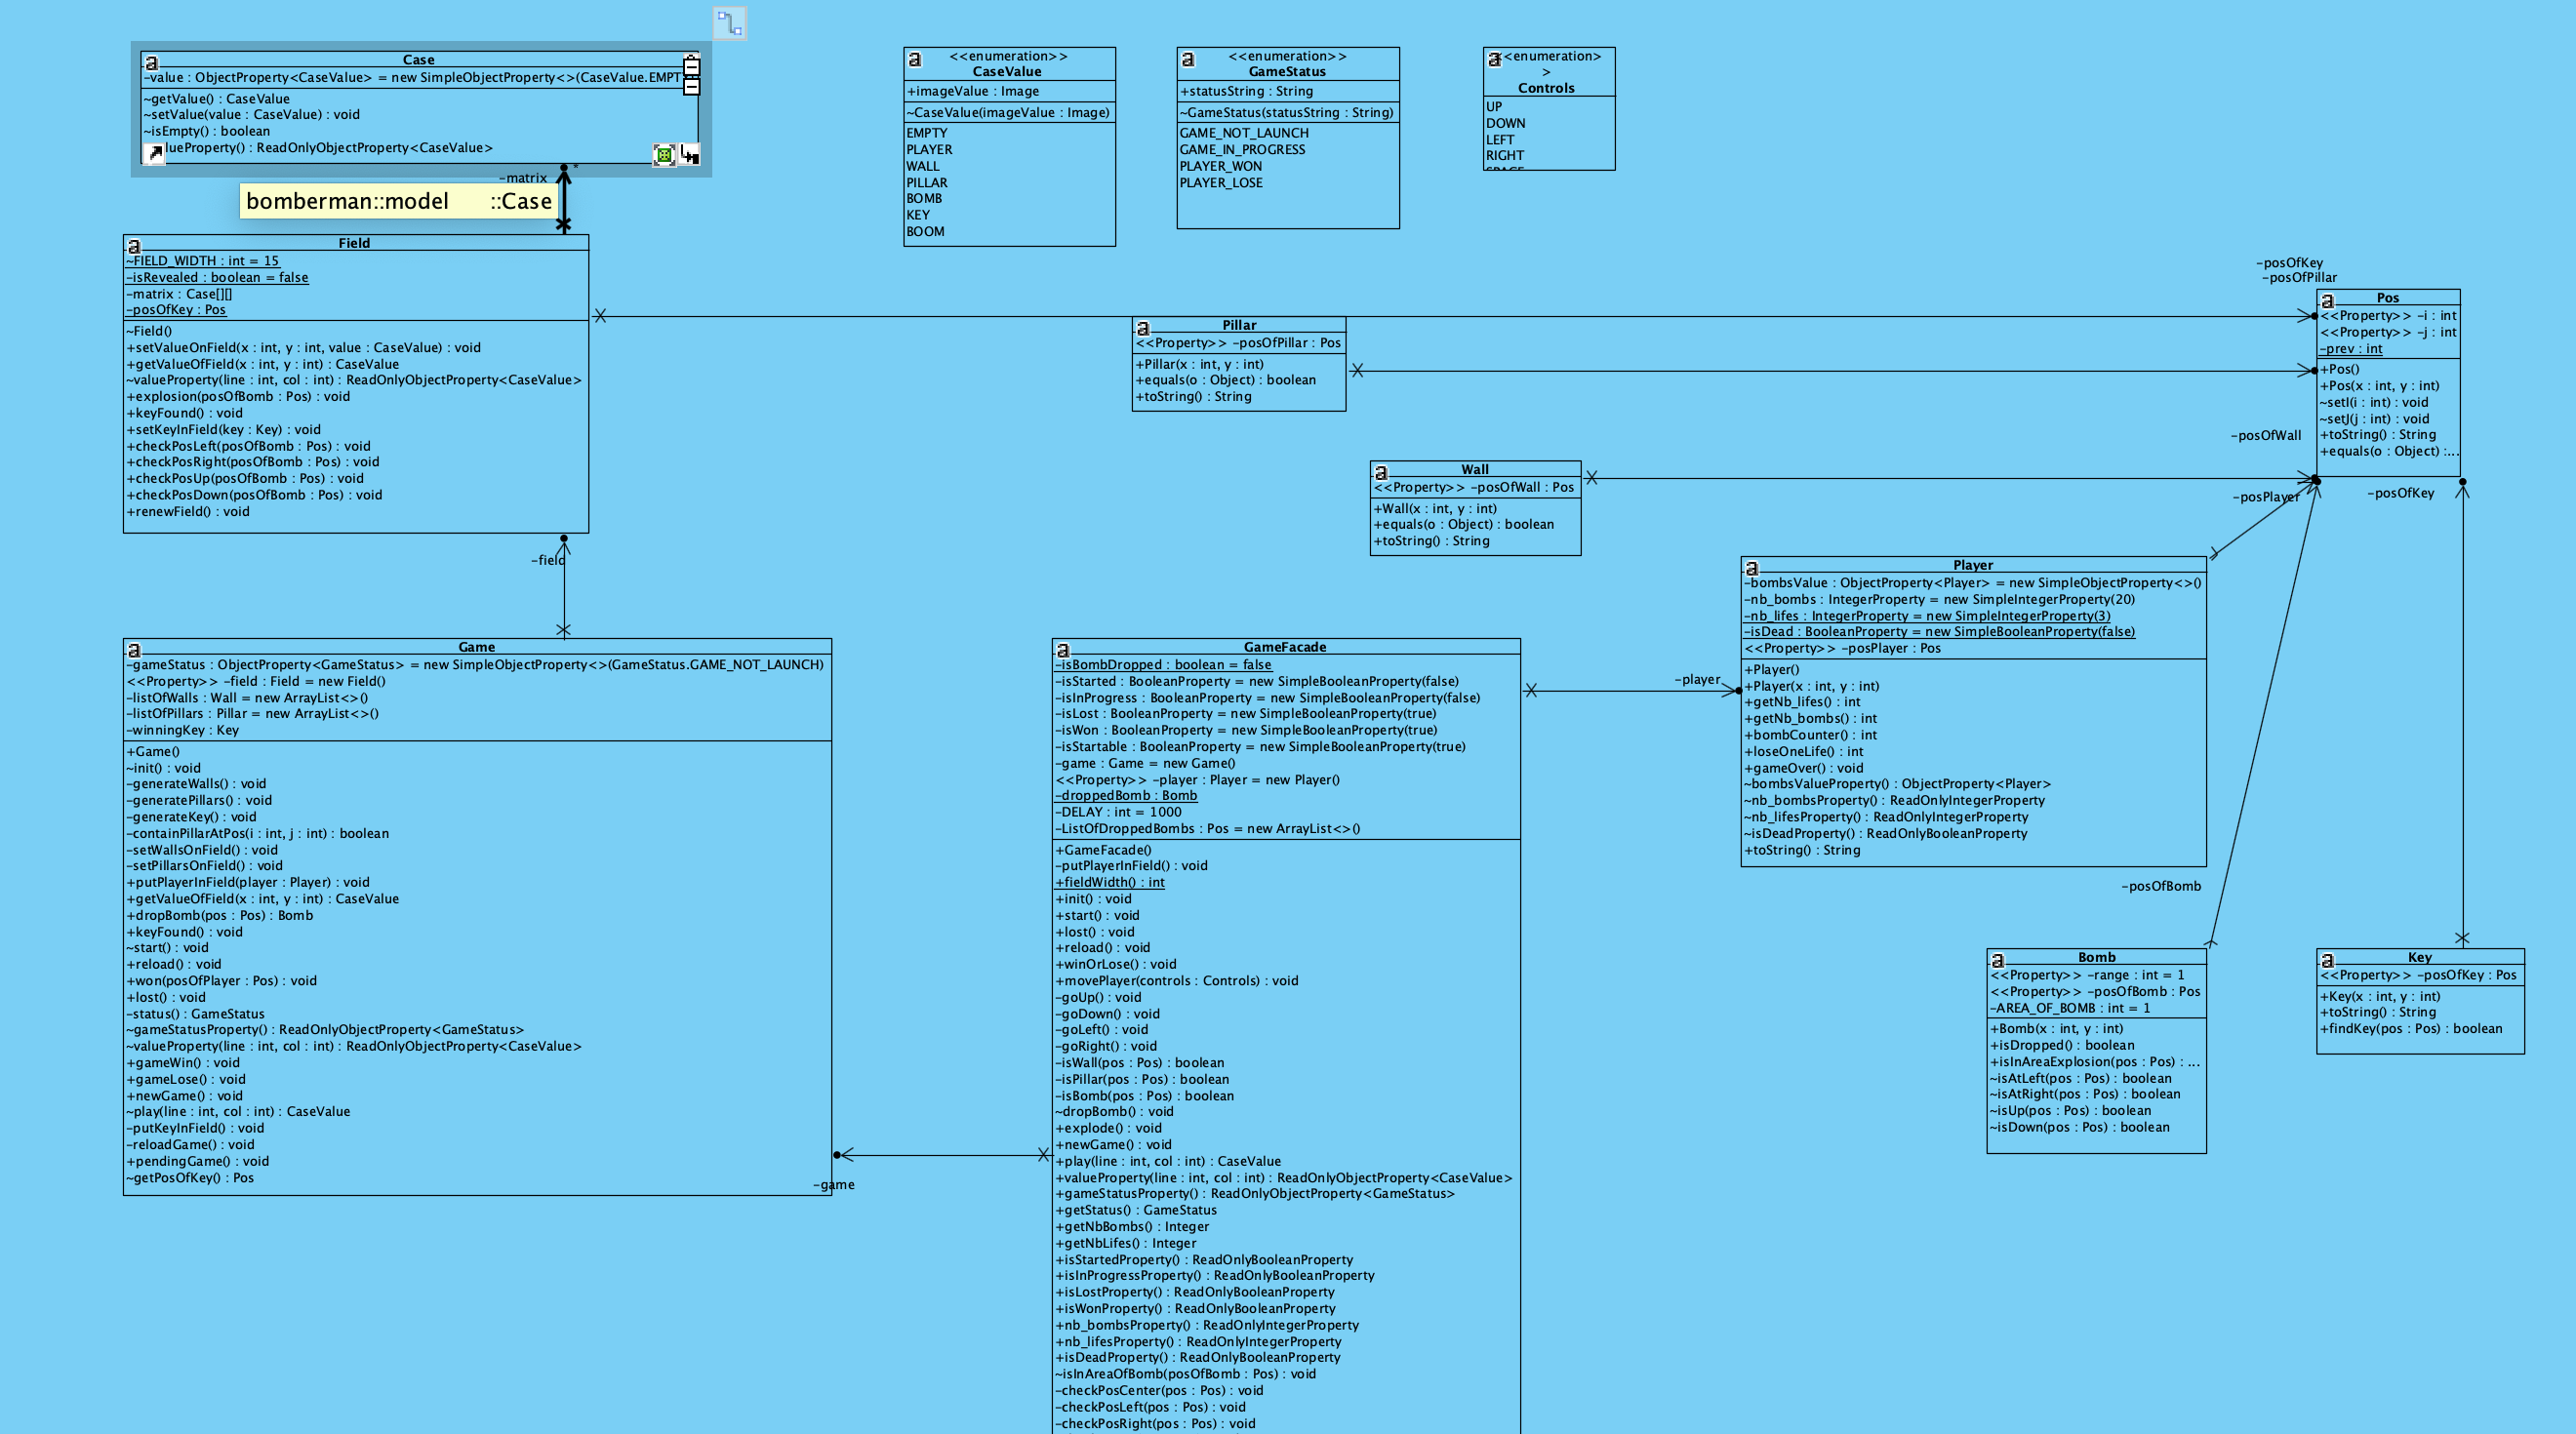 Case
-value : ObjectProperty<CaseValue> = new SimpleObjectProperty<>(CaseValue.EMPT
~getValue() : CaseValue
~setValue(value : CaseValue) : void
~isEmpty() : boolean
lueProperty() : ReadOnlyObjectProperty<CaseValue>
*
-matrix
bomberman::model ::Case
<<enumeration>>
CaseValue
+imageValue : Image
~CaseValue(imageValue : Image)
EMPTY
PLAYER
WALL
PILLAR
BOMB
KEY
BOOM
<<enumeration>>
GameStatus
+statusString : String
~GameStatus(statusString : String)
GAME_NOT_LAUNCH
GAME_IN_PROGRESS
PLAYER_WON
PLAYER_LOSE
<<enumeration>
>
Controls
UP
DOWN
LEFT
RIGHT
Field
~FIELD_WIDTH : int = 15
-isRevealed : boolean = false
-matrix : Case[][]
-posOfKey : Pos
~Field()
+setValueOnField(x : int, y : int, value : CaseValue) : void
+getValueOfField(x : int, y : int) : CaseValue
~valueProperty(line : int, col : int) : ReadOnlyObjectProperty<CaseValue>
+explosion(posOfBomb : Pos) : void
+keyFound() : void
+setKeyInField(key : Key) : void
+checkPosLeft(posOfBomb : Pos) : void
+checkPosRight(posOfBomb : Pos) : void
+checkPosUp(posOfBomb : Pos) : void
+checkPosDown(posOfBomb : Pos) : void
+renewField() : void
-field
Pillar
<<Property>> -posOfPillar : Pos
+Pillar(x : int, y : int)
+equals(o : Object) : boolean
+toString() : String
-posOfKey
-posOfPillar
Pos
<<Property>> -i : int
<<Property>> -j : int
-prev : int
+Pos()
+Pos(x : int, y : int)
~setI(i : int) : void
~setJ(j : int) : void
+toString() : String
+equals(o : Object) :...
-posOfWall
Wall
<<Property>> -posOfWall : Pos
+Wall(x : int, y : int)
+equals(o : Object) : boolean
+toString() : String
-posPlayer
-posOfKey
Player
-bombsValue : ObjectProperty<Player> = new SimpleObjectProperty<>()
-nb_bombs : IntegerProperty = new SimpleIntegerProperty(20)
-nb_lifes : IntegerProperty = new SimpleIntegerProperty(3)
-isDead : BooleanProperty = new SimpleBooleanProperty(false)
<<Property>> -posPlayer : Pos
+Player()
+Player(x : int, y : int)
+getNb_lifes() : int
+getNb_bombs() : int
+bombCounter() : int
+loseOneLife() : int
+gameOver() : void
~bombsValueProperty() : ObjectProperty<Player>
~nb_bombsProperty() : ReadOnlyIntegerProperty
~nb_lifesProperty() : ReadOnlyIntegerProperty
~isDeadProperty() : ReadOnlyBooleanProperty
+toString() : String
Game
-gameStatus : ObjectProperty<GameStatus> = new SimpleObjectProperty<>(GameStatus.GAME_NOT_LAUNCH)
<<Property>> -field : Field = new Field()
-listOfWalls : Wall = new ArrayList<>()
-listOfPillars : Pillar = new ArrayList<>()
-winningKey : Key
+Game()
~init() : void
-generateWalls() : void
-generatePillars() : void
-generateKey() : void
-containPillarAtPos(i : int, j : int) : boolean
-setWallsOnField() : void
-setPillarsOnField() : void
+putPlayerInField(player : Player) : void
+getValueOfField(x : int, y : int) : CaseValue
+dropBomb(pos : Pos) : Bomb
+keyFound() : void
~start() : void
+reload() : void
+won(posOfPlayer : Pos) : void
+lost() : void
-status() : GameStatus
~gameStatusProperty() : ReadOnlyObjectProperty<GameStatus>
~valueProperty(line : int, col : int) : ReadOnlyObjectProperty<CaseValue>
+gameWin() : void
+gameLose() : void
+newGame() : void
~play(line : int, col : int) : CaseValue
-putKeyInField() : void
-reloadGame() : void
+pendingGame() : void
~getPosOfKey() : Pos
-game
GameFacade
-isBombDropped : boolean = false
-isStarted : BooleanProperty = new SimpleBooleanProperty(false)
-isInProgress : BooleanProperty = new SimpleBooleanProperty(false)
-isLost : BooleanProperty = new SimpleBooleanProperty(true)
-isWon : BooleanProperty = new SimpleBooleanProperty(true)
-isStartable : BooleanProperty = new SimpleBooleanProperty(true)
-game : Game = new Game()
<<Property>> -player : Player = new Player()
-droppedBomb : Bomb
-DELAY : int = 1000
-ListOfDroppedBombs : Pos = new ArrayList<>()
+GameFacade()
-putPlayerInField() : void
+fieldWidth() : int
+init() : void
+start() : void
+lost() : void
+reload() : void
+winOrLose() : void
+movePlayer(controls : Controls) : void
-goUp() : void
-goDown() : void
-goLeft() : void
-goRight() : void
-isWall(pos : Pos) : boolean
-isPillar(pos : Pos) : boolean
-isBomb(pos : Pos) : boolean
~dropBomb() : void
+explode() : void
+newGame() : void
+play(line : int, col : int) : CaseValue
+valueProperty(line : int, col : int) : ReadOnlyObjectProperty<CaseValue>
+gameStatusProperty() : ReadOnlyObjectProperty<GameStatus>
+getStatus() : GameStatus
+getNbBombs() : Integer
+getNbLifes() : Integer
+isStartedProperty() : ReadOnlyBooleanProperty
+isInProgressProperty() : ReadOnlyBooleanProperty
+isLostProperty() : ReadOnlyBooleanProperty
+isWonProperty() : ReadOnlyBooleanProperty
+nb_bombsProperty() : ReadOnlyIntegerProperty
+nb_lifesProperty() : ReadOnlyIntegerProperty
+isDeadProperty() : ReadOnlyBooleanProperty
~isInAreaOfBomb(posOfBomb : Pos) : void
-checkPosCenter(pos : Pos) : void
-checkPosLeft(pos : Pos) : void
-checkPosRight(pos : Pos) : void
-player
-posOfBomb
Bomb
<<Property>> -range : int = 1
<<Property>> -posOfBomb : Pos
-AREA_OF_BOMB : int = 1
+Bomb(x : int, y : int)
+isDropped() : boolean
+isInAreaExplosion(pos : Pos) : ...
~isAtLeft(pos : Pos) : boolean
~isAtRight(pos : Pos) : boolean
~isUp(pos : Pos) : boolean
~isDown(pos : Pos) : boolean
Key
<<Property>> -posOfKey : Pos
+Key(x : int, y : int)
+toString() : String
+findKey(pos : Pos) : boolean